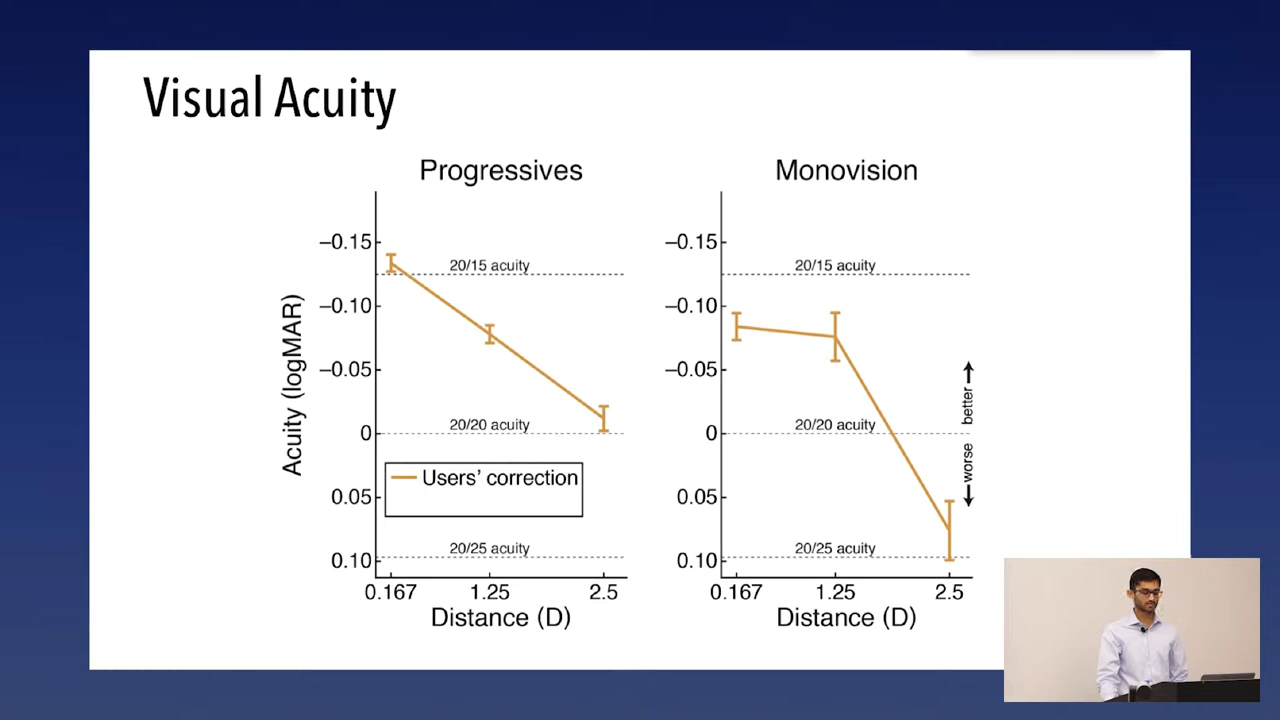 Visual Acuity
Progressives
Acuity (logMAR)
−0.15
−0.10
−0.05
0
0.05
0.10
20/15 acuity
20/20 acuity
Users’ correction
20/25 acuity
0.167 1.25 2.5
Distance (D)
Monovision
−0.15
−0.10
−0.05
0
0.05
0.10
20/15 acuity
20/20 acuity
20/25 acuity
better
worse
0.167 1.25 2.5
Distance (D)